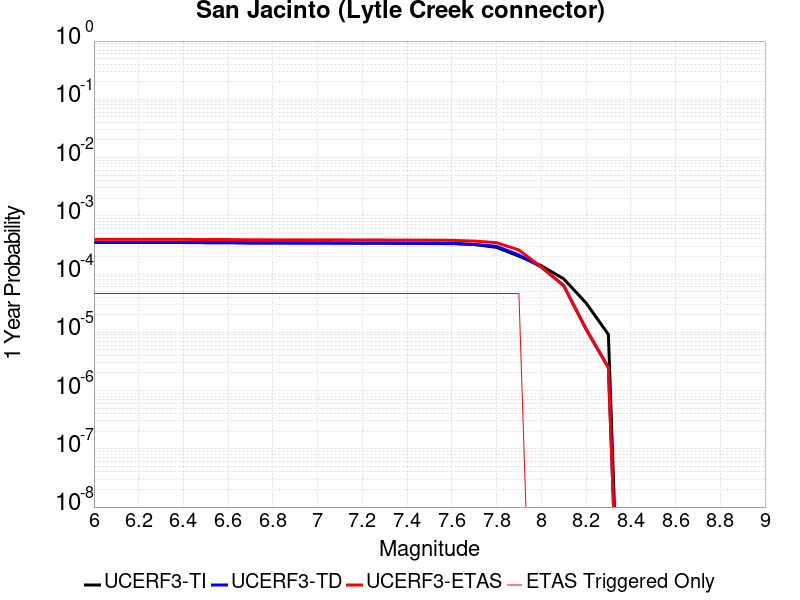 San Jacinto (Lytle Creek connector)
10^0
10^-1
10^-2
10^-3
10^-4
10^-5
10^-6
10^-7
10^-8
1 Year Probability
6 6.2 6.4 6.6 6.8 7 7.2 7.4 7.6 7.8 8 8.2 8.4 8.6 8.8 9
Magnitude
UCERF3-TI UCERF3-TD UCERF3-ETAS ETAS Triggered Only